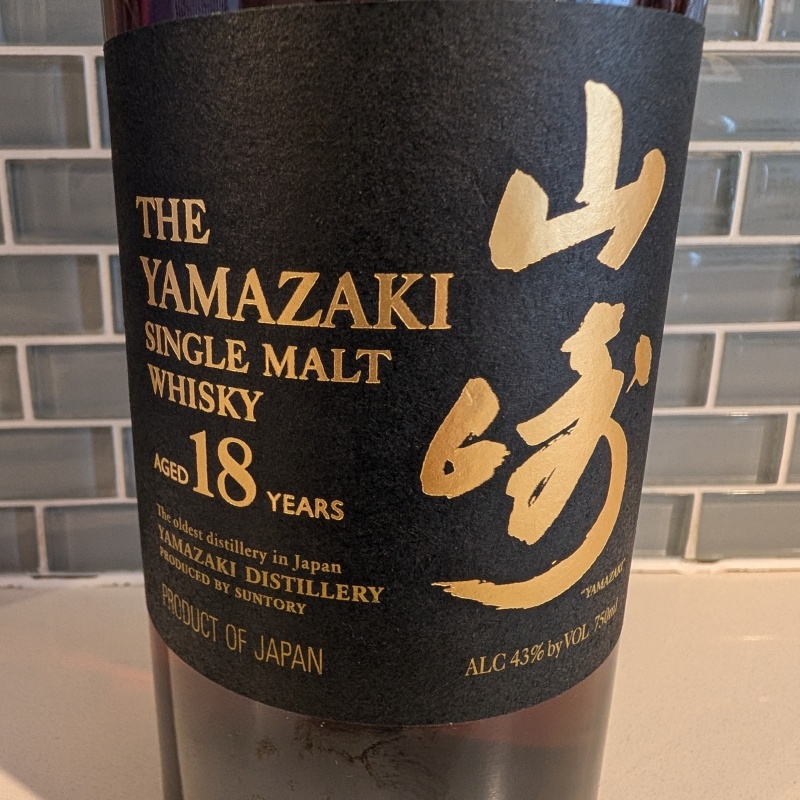 THE
YAMAZAKI
SINGLE MALT
WHISKY
AGED 18 YEARS
The oldest distillery in Japan
YAMAZAKI DISTILLERY
PRODUCED BY SUNTORY
PRODUCT OF JAPAN
山
崎
"YAMAZAKI"
ALC 43% by VOL 750ml